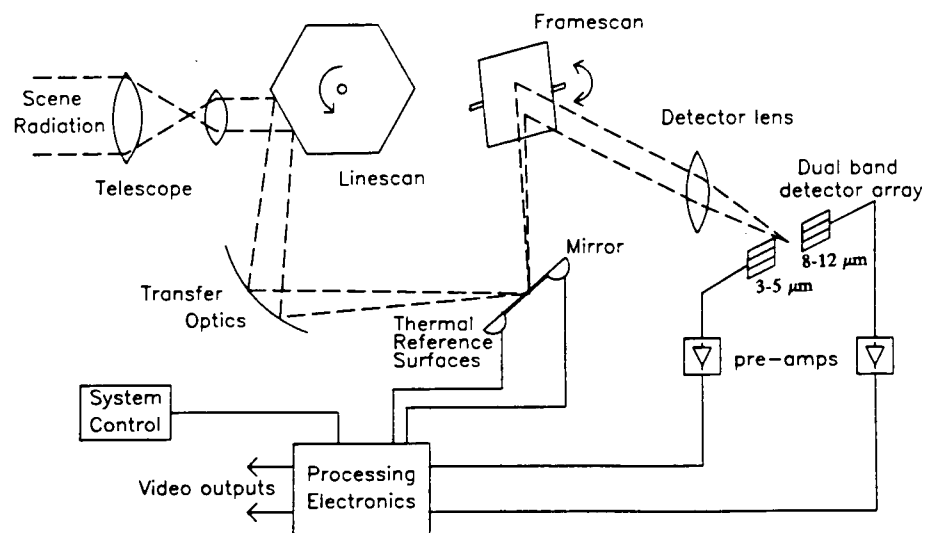 Framescan
Scene
Radiation
Detector lens
Telescope
Linescan
Dual band
detector array
Mirror
8-12 µm
3-5 µm
Transfer
Optics
Thermal
Reference
Surfaces
pre-amps
System
Control
Processing
Electronics
Video outputs